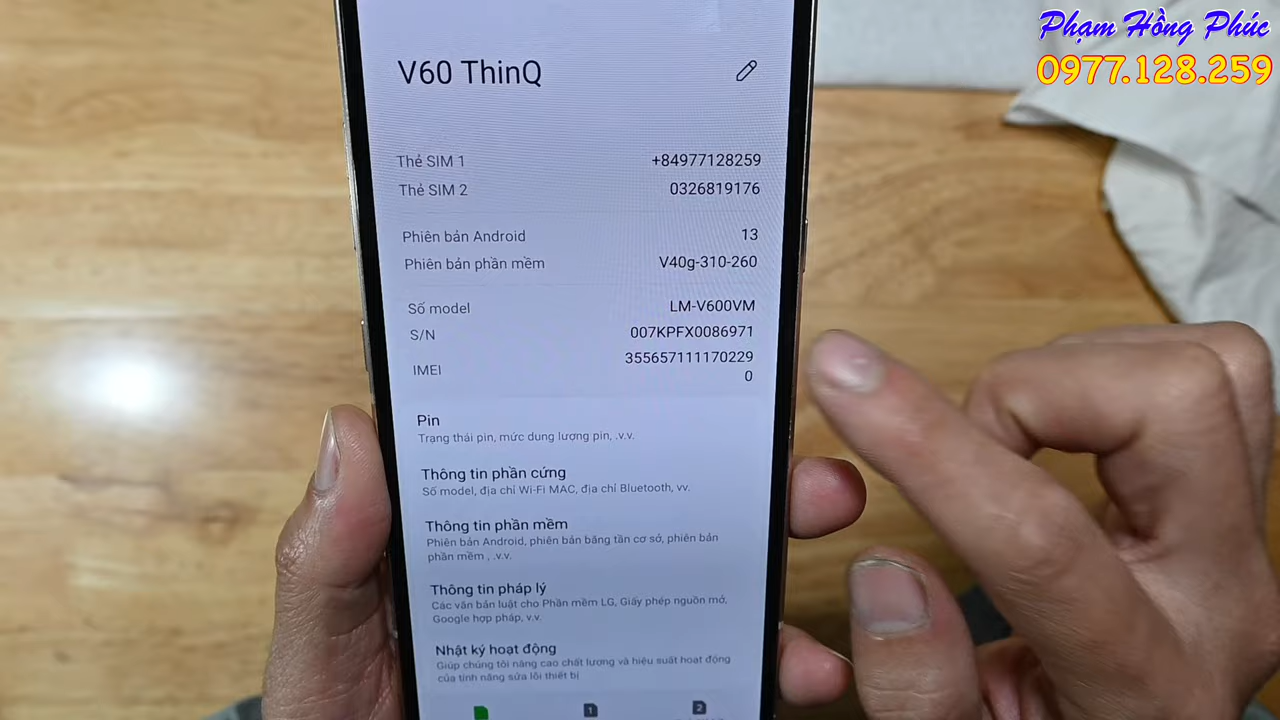 Phạm Hồng Phúc
0977.128.259
V60 ThinQ
Thẻ SIM 1 +84977128259
Thẻ SIM 2 0326819176
Phiên bản Android 13
Phiên bản phần mềm V40g-310-260
Số model LM-V600VM
S/N 007KPFX0086971
IMEI 355657111170229
0
Pin
Trạng thái pin, mức dung lượng pin, .v.v.
Thông tin phần cứng
Số model, địa chỉ Wi-Fi MAC, địa chỉ Bluetooth, vv.
Thông tin phần mềm
Phiên bản Android, phiên bản băng tần cơ sở, phiên bản
phần mềm , .v.v.
Thông tin pháp lý
Các văn bản luật cho Phần mềm LG, Giấy phép nguồn mở,
Google hợp pháp, v.v.
Nhật ký hoạt động
Giúp chúng tôi nâng cao chất lượng và hiệu suất hoạt động
của tính năng sửa lỗi thiết bị
1 2